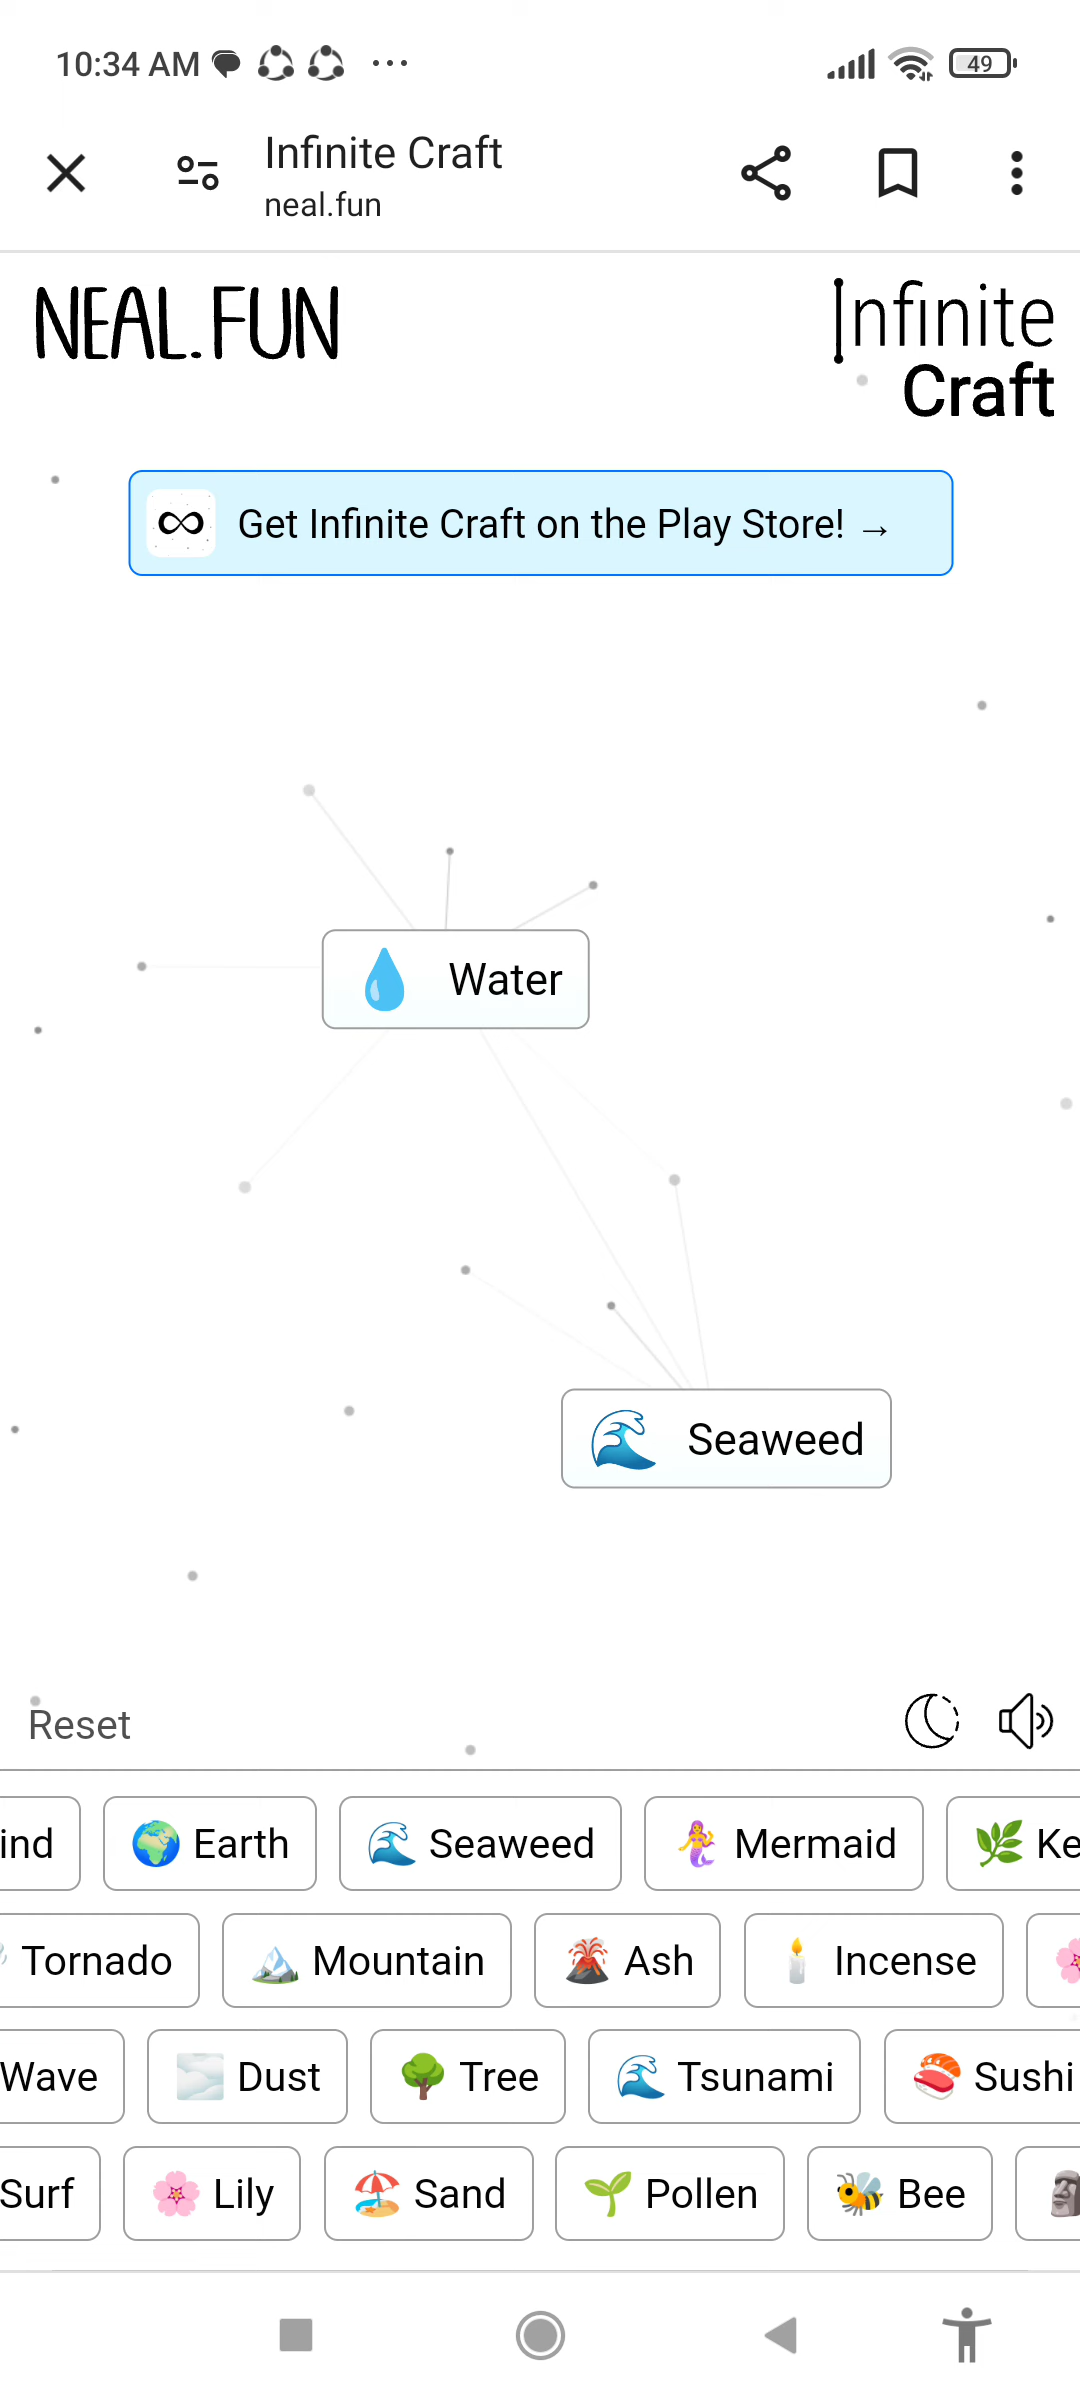 10:34 AM
49
Infinite Craft
neal.fun
NEAL.FUN
Infinite
Craft
Get Infinite Craft on the Play Store! →
Water
Seaweed
Reset
ind Earth Seaweed Mermaid Ke
Tornado Mountain Ash Incense
Wave Dust Tree Tsunami Sushi
Surf Lily Sand Pollen Bee